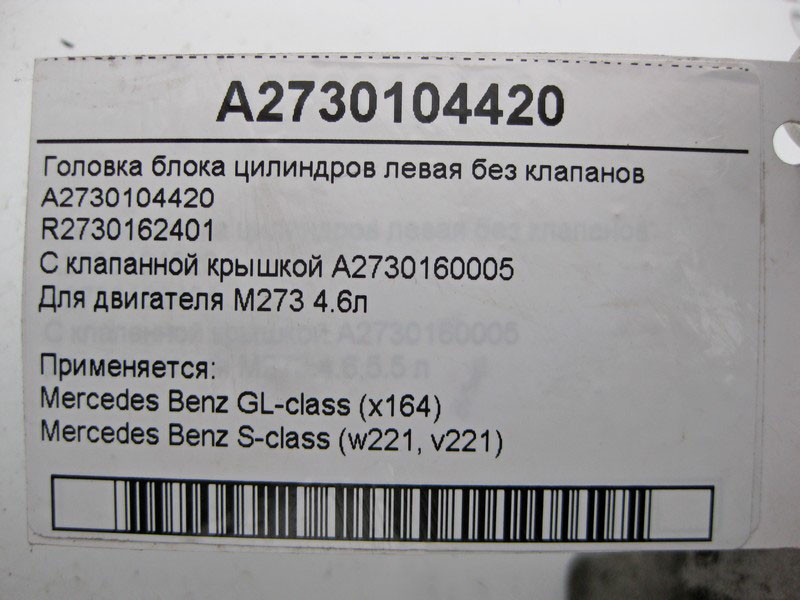 A2730104420
Головка блока цилиндров левая без клапанов
A2730104420
R2730162401
С клапанной крышкой A2730160005
Для двигателя M273 4.6л
Применяется:
Mercedes Benz GL-class (x164)
Mercedes Benz S-class (w221, v221)